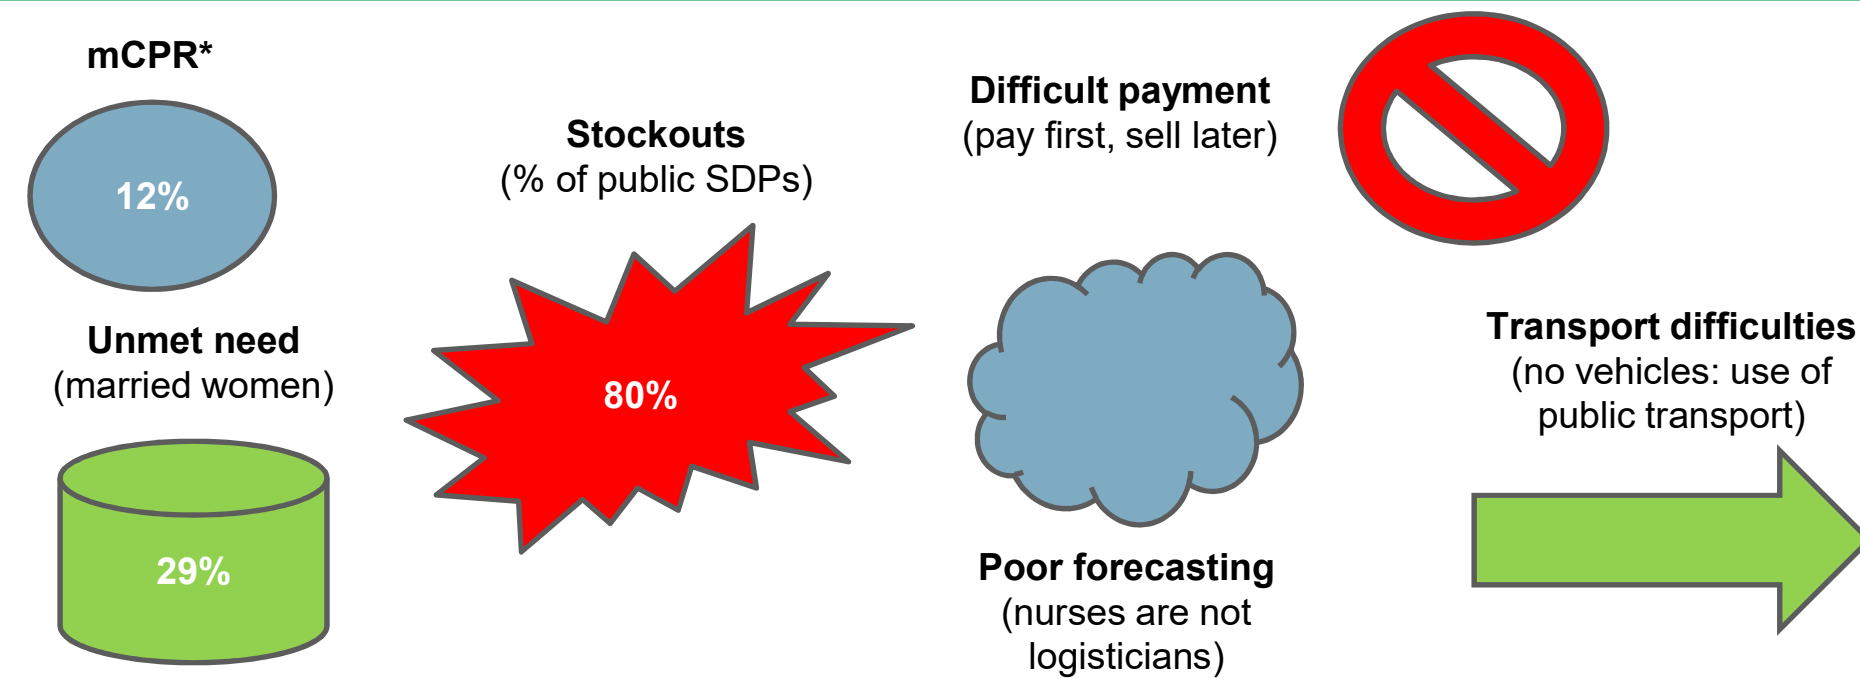 mCPR*
12%
Unmet need
(married women)
29%
Stockouts
(% of public SDPs)
80%
Difficult payment
(pay first, sell later)
Poor forecasting
(nurses are not
logisticians)
Transport difficulties
(no vehicles: use of
public transport)